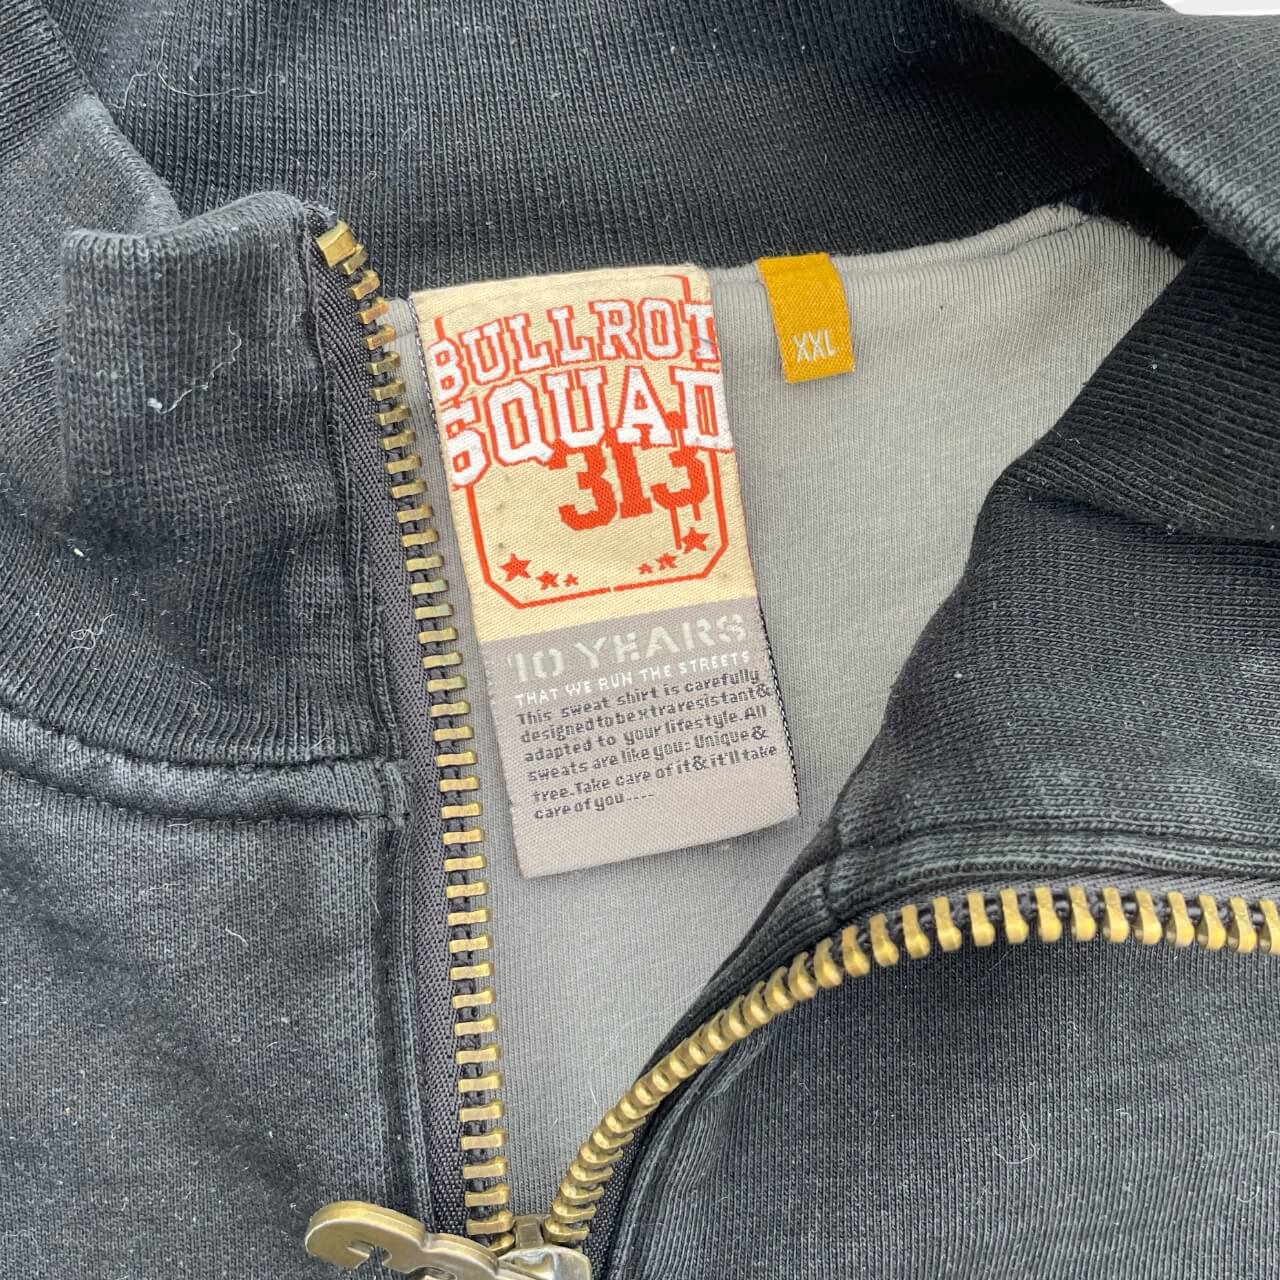 BULLROT
SQUAD
313
XXL
10 YEARS
THAT WE RUN THE STREETS
This sweat shirt is carefully
designed to be xtraresistant&
adapted to your lifestyle. All
sweats are like you: Unique &
free. Take care of it & it'll take
care of you....